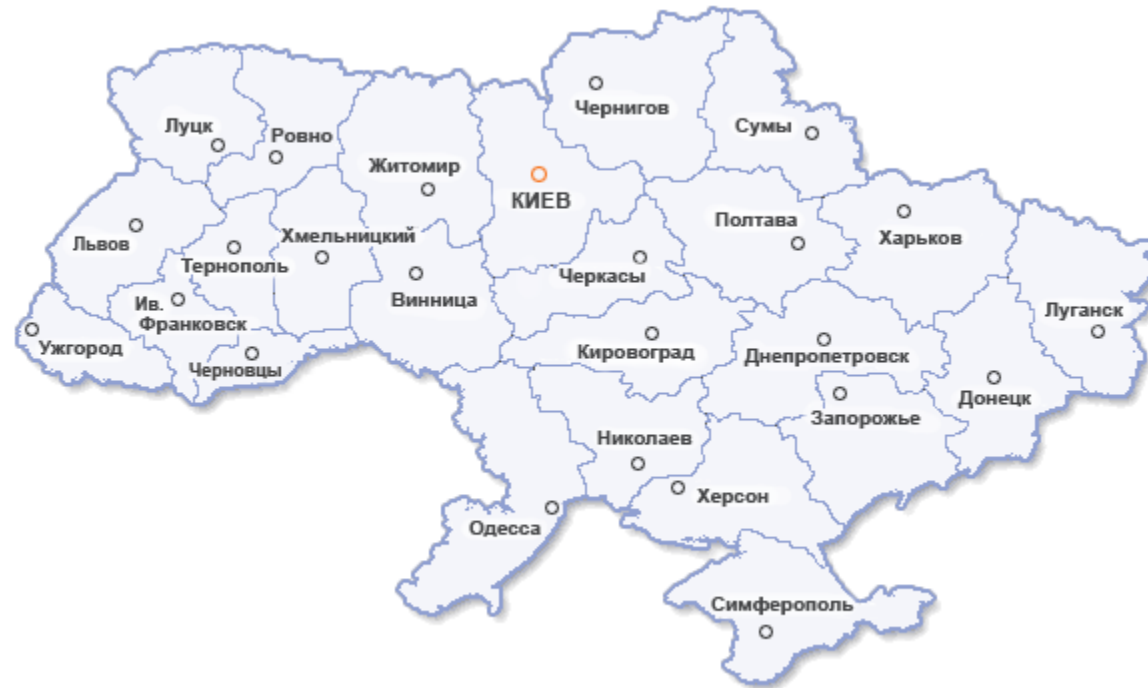 Чернигов
Луцк
Сумы
Ровно
Житомир
КИЕВ
Полтава
Львов
Хмельницкий
Харьков
Тернополь
Черкасы
Винница
Ив.
Франковск
Луганск
Ужгород
Кировоград
Днепропетровск
Черновцы
Донецк
Запорожье
Николаев
Херсон
Одесса
Симферополь